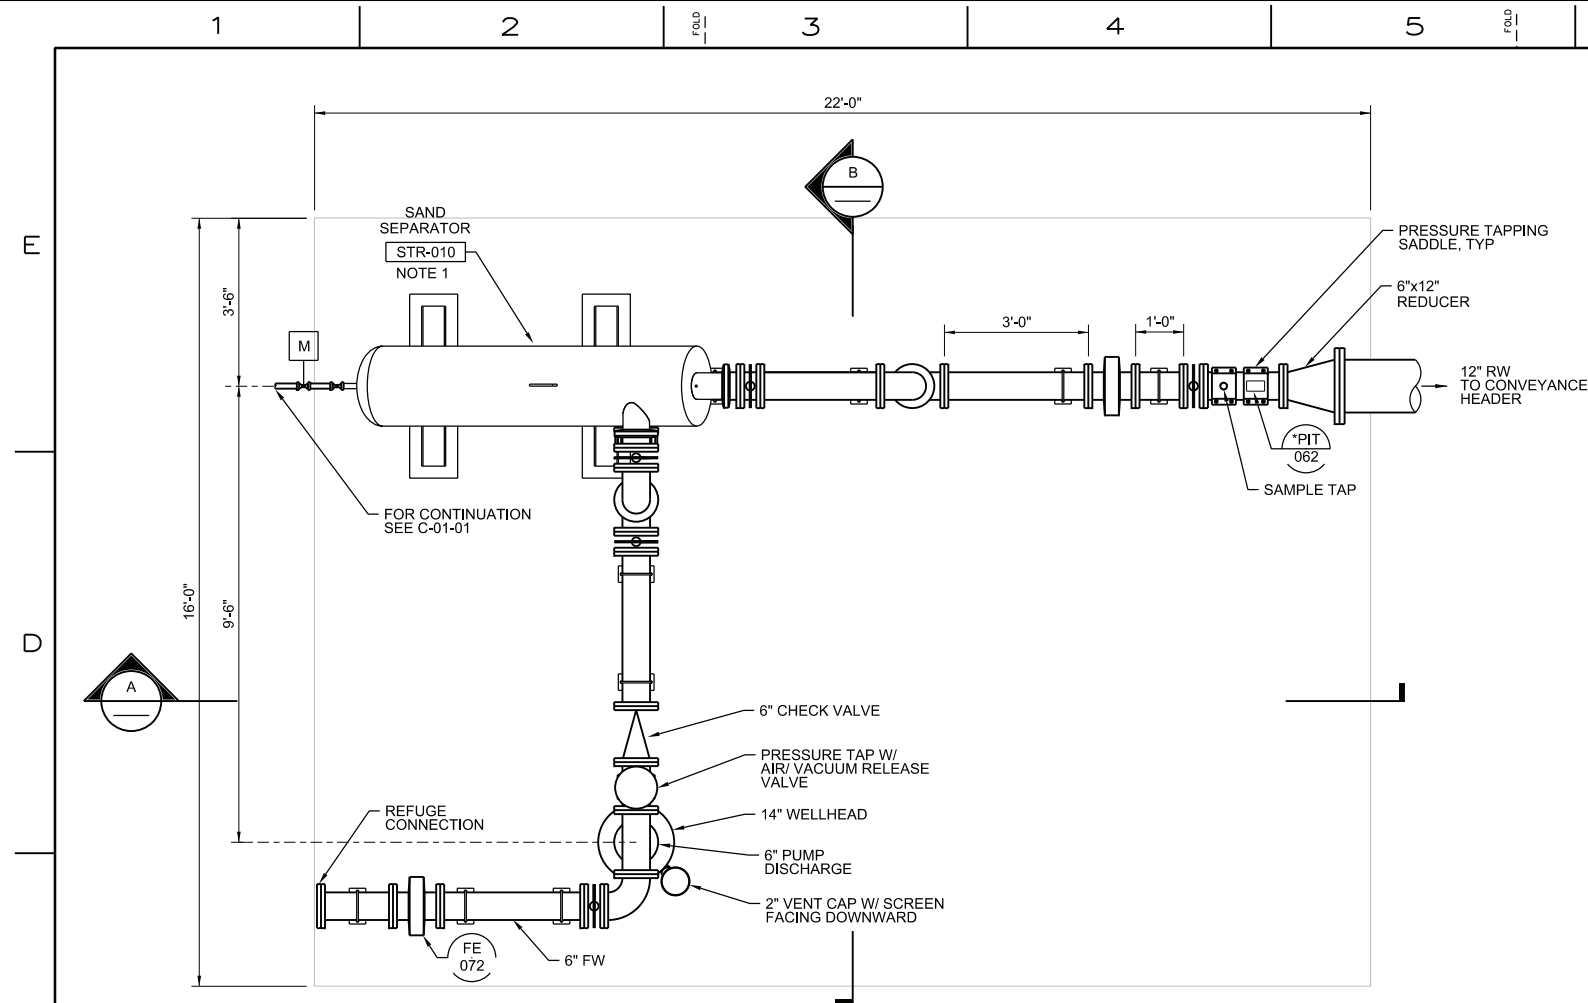 1
2
FOLD
3
4
5
FOLD
22'-0"
B
E
SAND
SEPARATOR
STR-010
NOTE 1
PRESSURE TAPPING
SADDLE, TYP
6"x12"
REDUCER
3'-6"
M
3'-0"
1'-0"
12" RW
TO CONVEYANCE
HEADER
*PIT
062
SAMPLE TAP
FOR CONTINUATION
SEE C-01-01
16'-0"
9'-6"
D
A
6" CHECK VALVE
PRESSURE TAP W/
AIR/ VACUUM RELEASE
VALVE
REFUGE
CONNECTION
14" WELLHEAD
6" PUMP
DISCHARGE
2" VENT CAP W/ SCREEN
FACING DOWNWARD
FE
072
6" FW